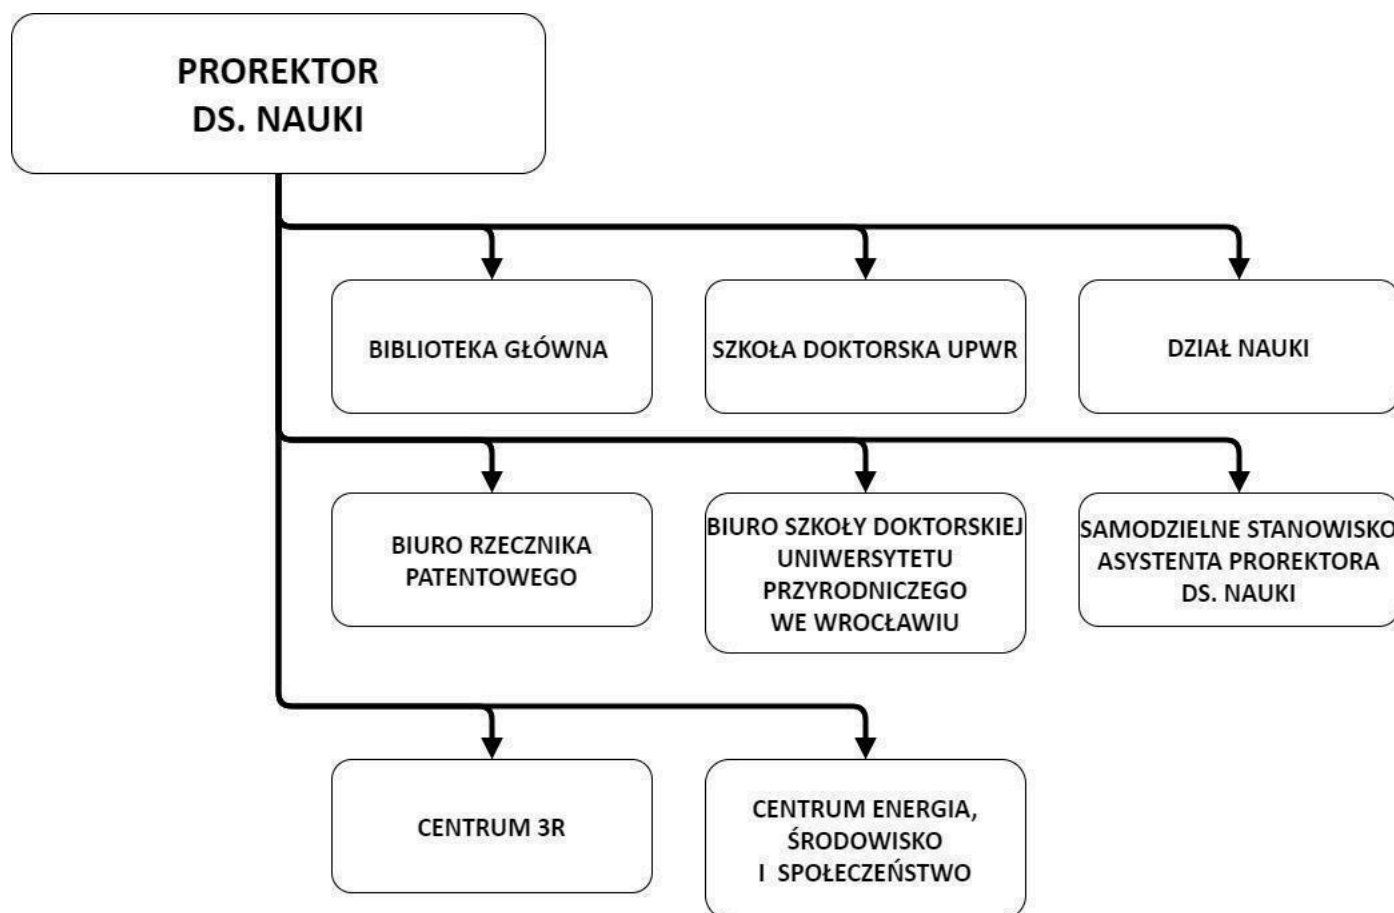 PROREKTOR
DS. NAUKI
BIBLIOTEKA GŁÓWNA
SZKOŁA DOKTORSKA UPWR
DZIAŁ NAUKI
BIURO RZECZNIKA
PATENTOWEGO
BIURO SZKOŁY DOKTORSKIEJ
UNIWERSYTETU
PRZYRODNICZEGO
WE WROCŁAWIU
SAMODZIELNE STANOWISKO
ASYSTENTA PROREKTORA
DS. NAUKI
CENTRUM 3R
CENTRUM ENERGIA,
ŚRODOWISKO
I SPOŁECZEŃSTWO